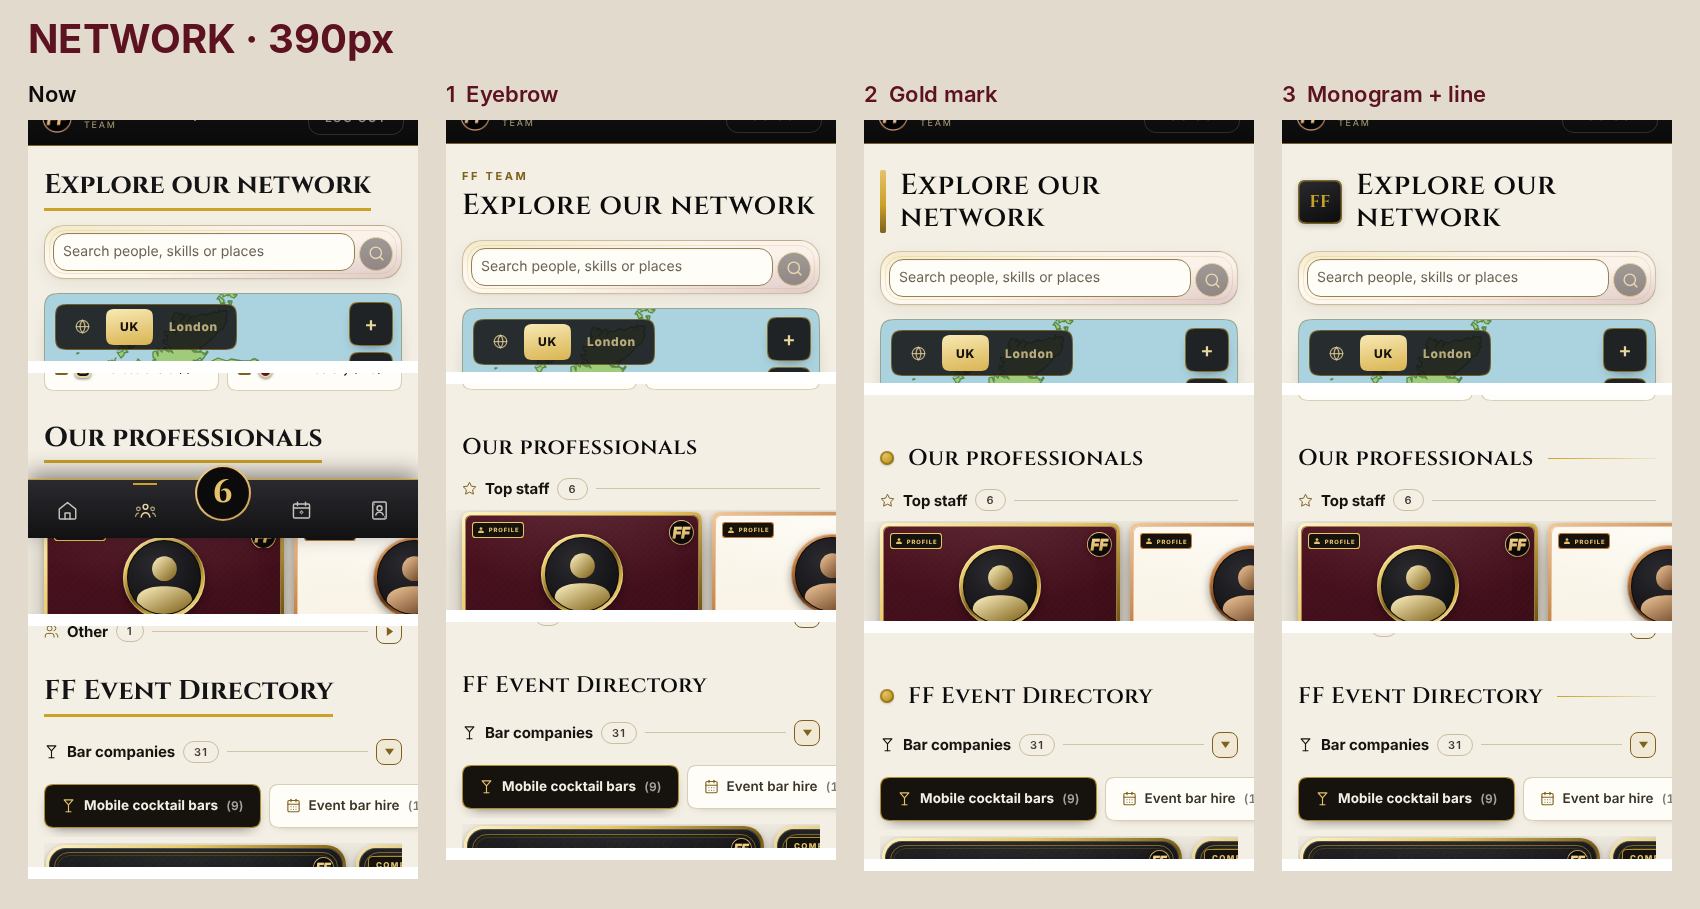 NETWORK · 390px
Now
TEAM
EXPLORE OUR NETWORK
Search people, skills or places
UK London
+
OUR PROFESSIONALS
6
Other 1
FF EVENT DIRECTORY
Bar companies 31
Mobile cocktail bars (9) Event bar hire
1 Eyebrow
TEAM
FF TEAM
EXPLORE OUR NETWORK
Search people, skills or places
UK London
+
OUR PROFESSIONALS
Top staff 6
PROFILE FF PROFILE
FF EVENT DIRECTORY
Bar companies 31
Mobile cocktail bars (9) Event bar hire
2 Gold mark
TEAM
EXPLORE OUR
NETWORK
Search people, skills or places
UK London
+
OUR PROFESSIONALS
Top staff 6
PROFILE FF PROFILE
FF EVENT DIRECTORY
Bar companies 31
Mobile cocktail bars (9) Event bar hire
3 Monogram + line
TEAM
FF
EXPLORE OUR
NETWORK
Search people, skills or places
UK London
+
OUR PROFESSIONALS
Top staff 6
PROFILE FF PROFILE
FF EVENT DIRECTORY
Bar companies 31
Mobile cocktail bars (9) Event bar hire